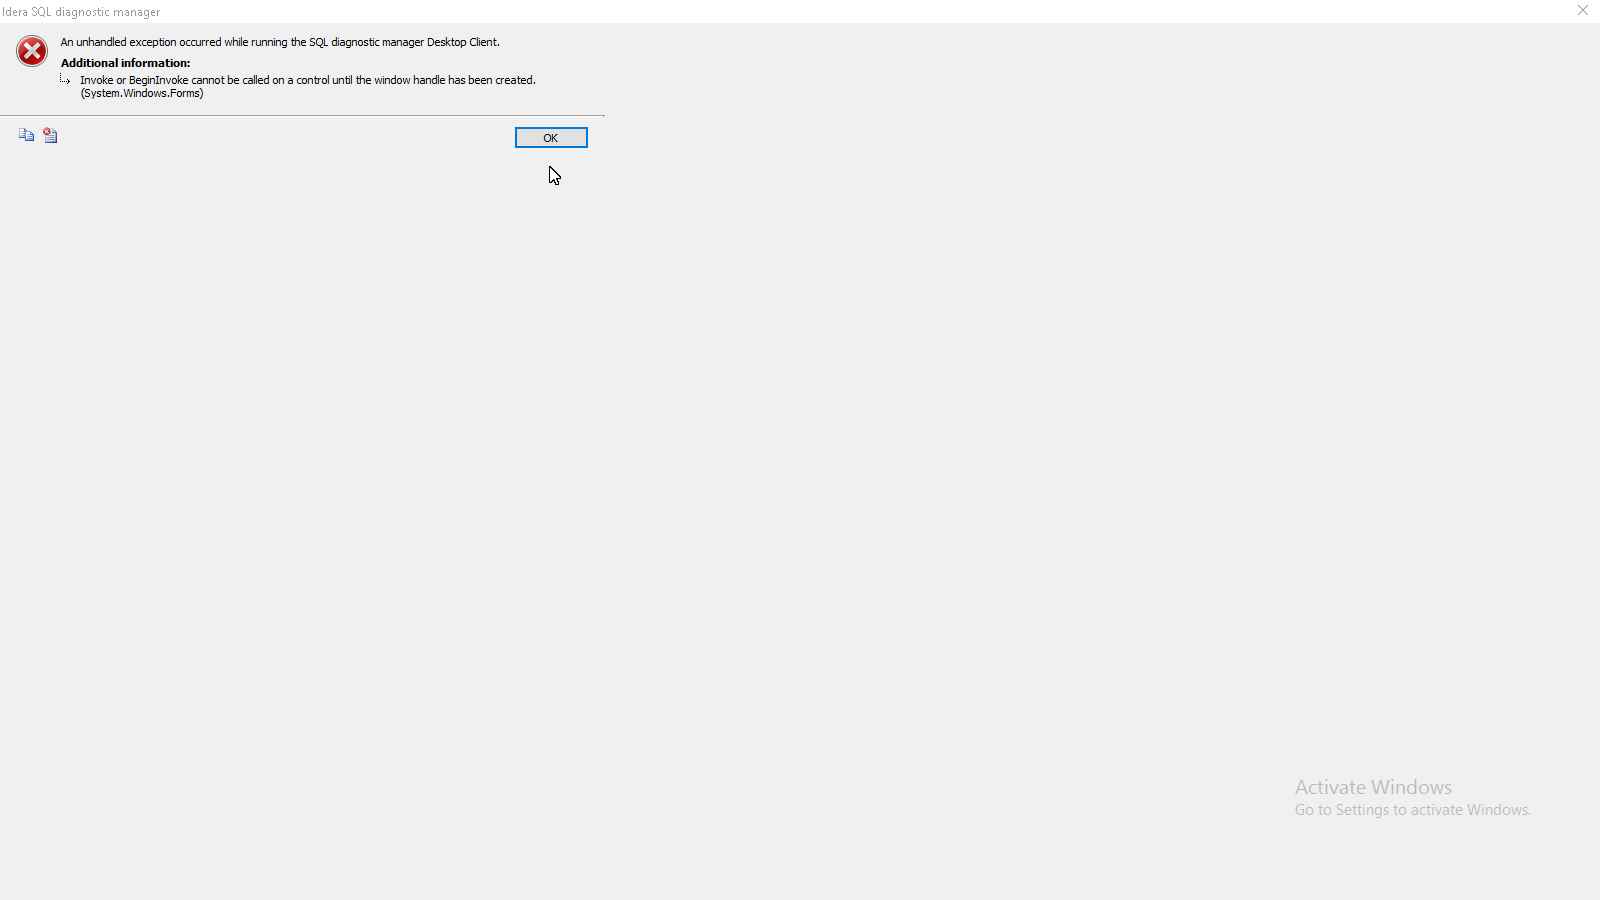 Idera SQL diagnostic manager
An unhandled exception occurred while running the SQL diagnostic manager Desktop Client.
Additional information:
Invoke or BeginInvoke cannot be called on a control until the window handle has been created.
(System.Windows.Forms)
OK
Activate Windows
Go to Settings to activate Windows.